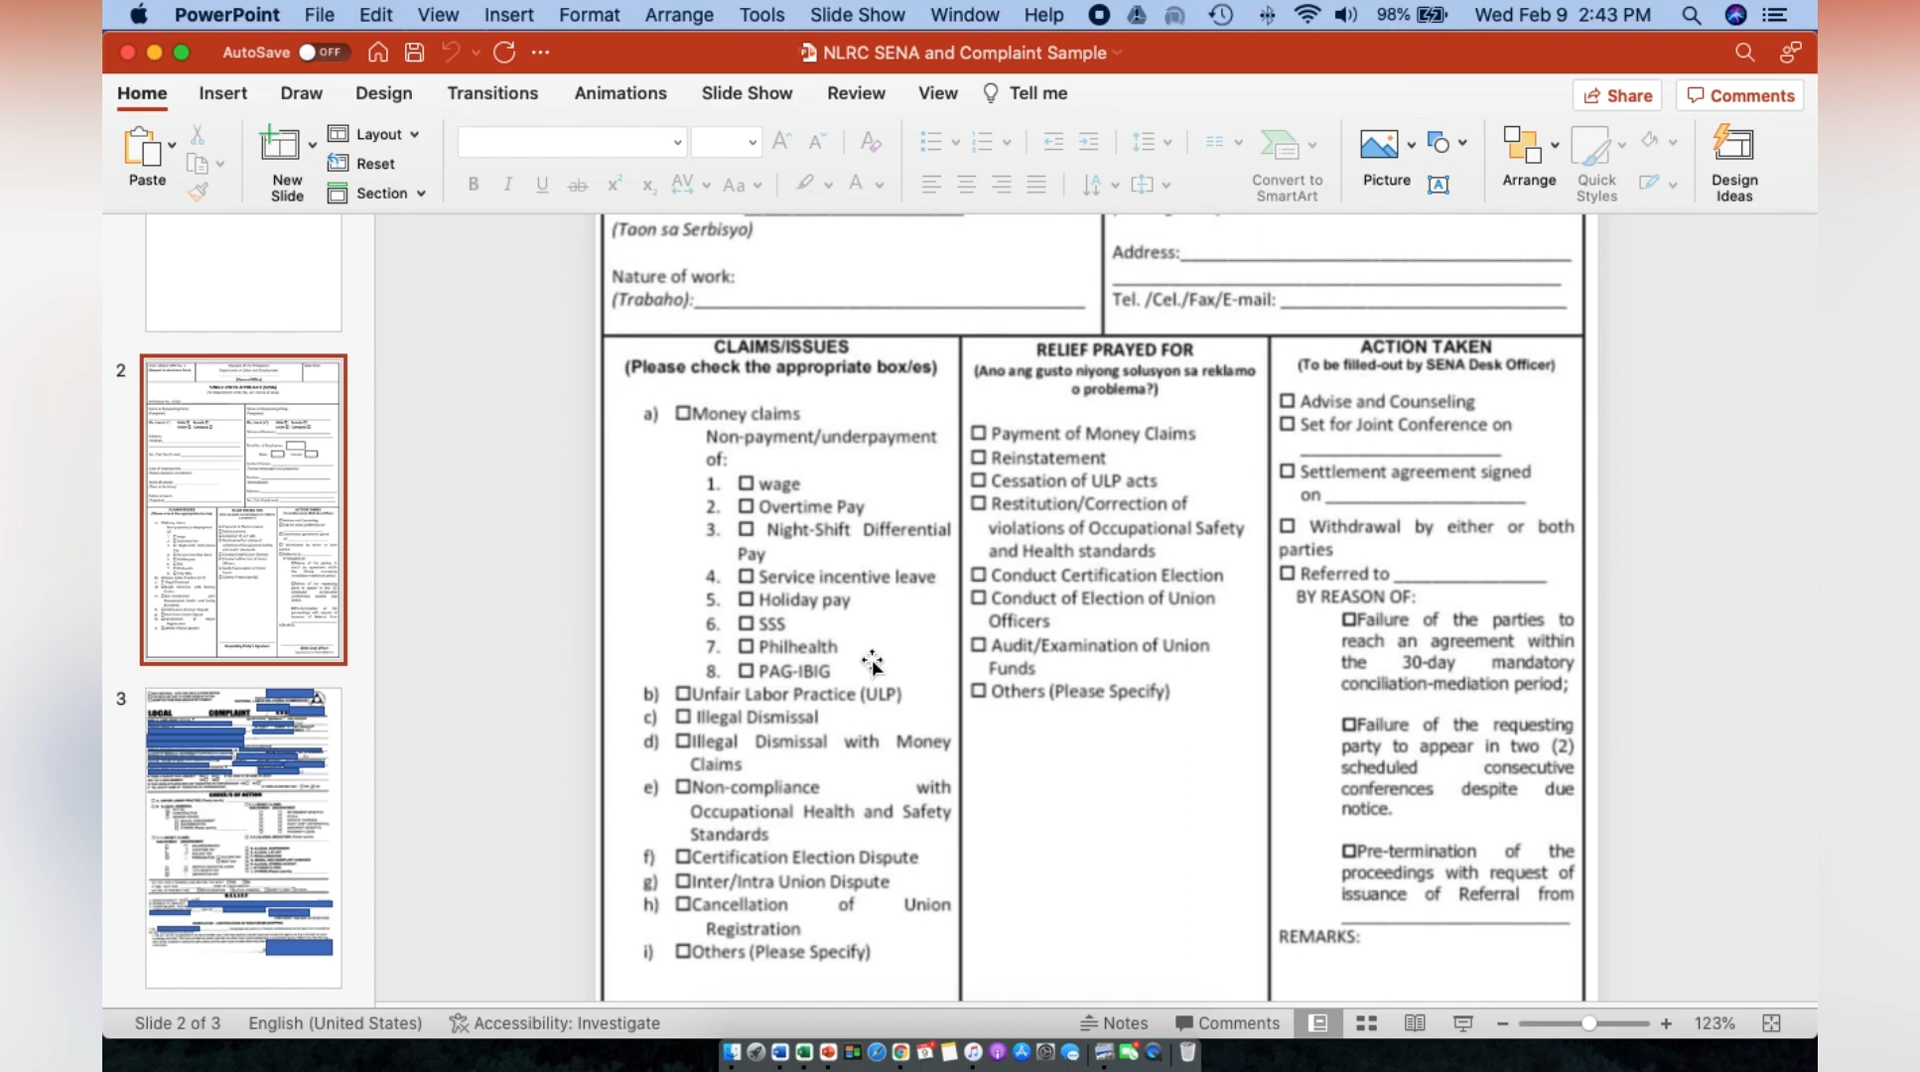 PowerPoint File Edit View Insert Format Arrange Tools Slide Show Window Help 98% Wed Feb 9 2:43 PM
AutoSave OFF NLRC SENA and Complaint Sample
Home Insert Draw Design Transitions Animations Slide Show Review View Tell me Share Comments
Paste
New Slide
Layout
Reset
Section
Convert to SmartArt
Picture
Arrange
Quick Styles
Design Ideas
2
3
LOCAL COMPLAINT
(Taon sa Serbisyo)
Nature of work:
(Trabaho):
Address:
Tel. /Cel./Fax/E-mail:
CLAIMS/ISSUES
(Please check the appropriate box/es)
a) ☐Money claims
Non-payment/underpayment
of:
1. ☐ wage
2. ☐ Overtime Pay
3. ☐ Night-Shift Differential
Pay
4. ☐ Service incentive leave
5. ☐ Holiday pay
6. ☐ SSS
7. ☐ Philhealth
8. ☐ PAG-IBIG
b) ☐Unfair Labor Practice (ULP)
c) ☐ Illegal Dismissal
d) ☐Illegal Dismissal with Money
Claims
e) ☐Non-compliance with
Occupational Health and Safety
Standards
f) ☐Certification Election Dispute
g) ☐Inter/Intra Union Dispute
h) ☐Cancellation of Union
Registration
i) ☐Others (Please Specify)
RELIEF PRAYED FOR
(Ano ang gusto niyong solusyon sa reklamo
o problema?)
☐ Payment of Money Claims
☐ Reinstatement
☐ Cessation of ULP acts
☐ Restitution/Correction of
violations of Occupational Safety
and Health standards
☐ Conduct Certification Election
☐ Conduct of Election of Union
Officers
☐ Audit/Examination of Union
Funds
☐ Others (Please Specify)
ACTION TAKEN
(To be filled-out by SENA Desk Officer)
☐ Advise and Counseling
☐ Set for Joint Conference on
☐ Settlement agreement signed
on
☐ Withdrawal by either or both
parties
☐ Referred to
BY REASON OF:
☐Failure of the parties to
reach an agreement within
the 30-day mandatory
conciliation-mediation period;
☐Failure of the requesting
party to appear in two (2)
scheduled consecutive
conferences despite due
notice.
☐Pre-termination of the
proceedings with request of
issuance of Referral from
REMARKS:
Slide 2 of 3 English (United States) Accessibility: Investigate Notes Comments 123%